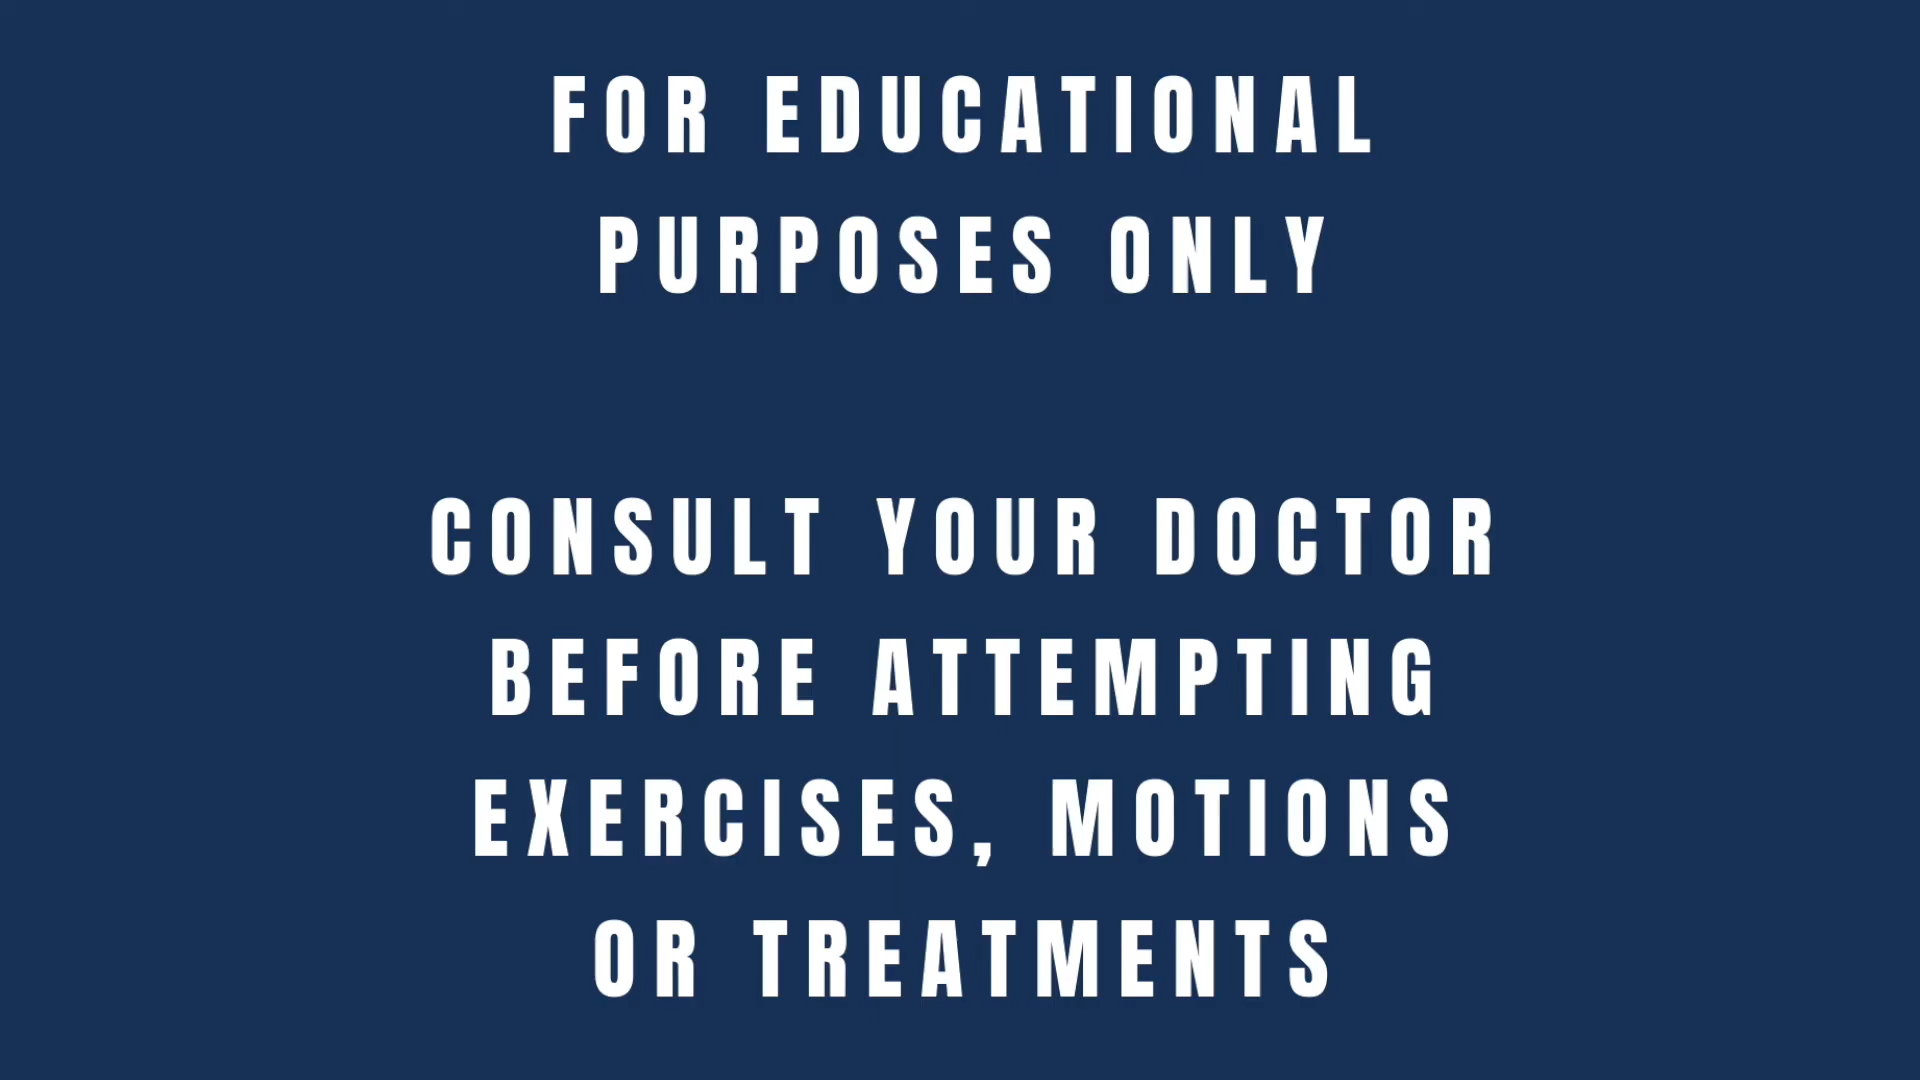 FOR EDUCATIONAL
PURPOSES ONLY
CONSULT YOUR DOCTOR
BEFORE ATTEMPTING
EXERCISES, MOTIONS
OR TREATMENTS